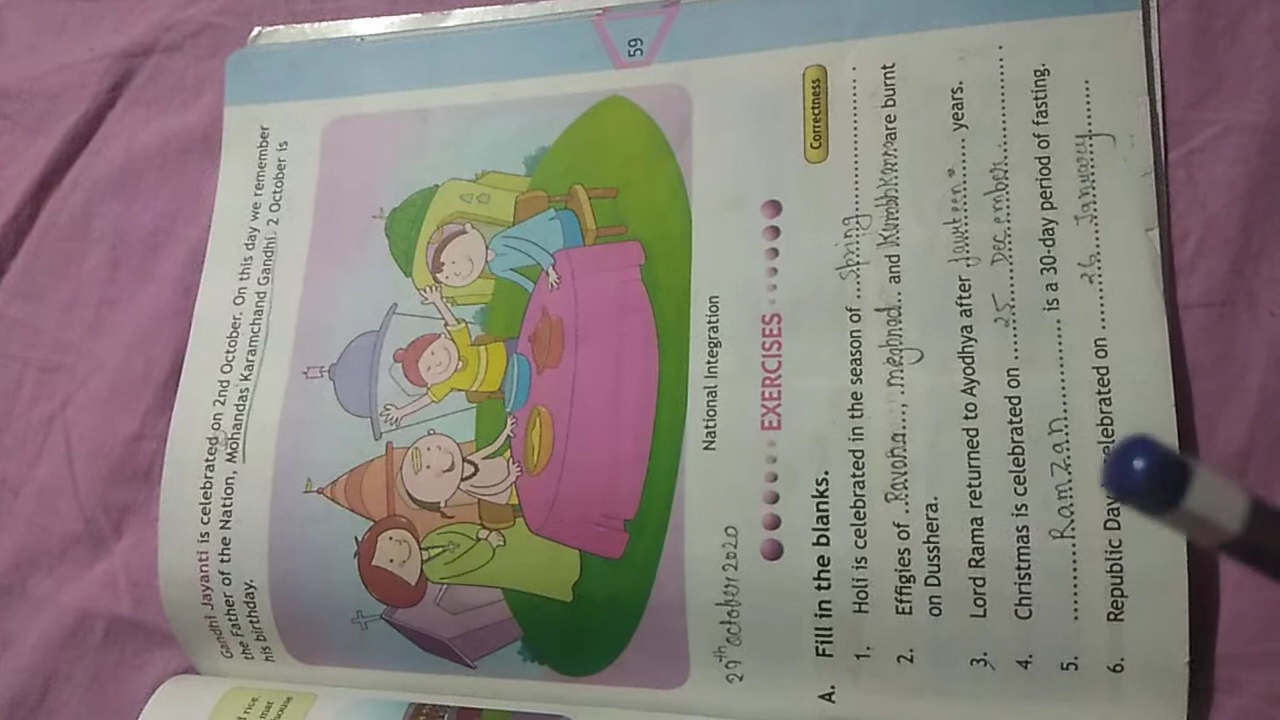 Gandhi Jayanti is celebrated on 2nd October. On this day we remember
the Father of the Nation, Mohandas Karamchand Gandhi. 2 October is
his birthday.
National Integration
29th october 2020
EXERCISES
A. Fill in the blanks.
Correctness
1. Holi is celebrated in the season of ...Spring....................
2. Effigies of ..Ravana..., meghnad.. and Kumbhkarnaare burnt
on Dusshera.
3. Lord Rama returned to Ayodhya after fourteen...... years.
4. Christmas is celebrated on .....25....December...............
5. ..........Ramzan............... is a 30-day period of fasting.
6. Republic Day celebrated on ........26...January.......
59